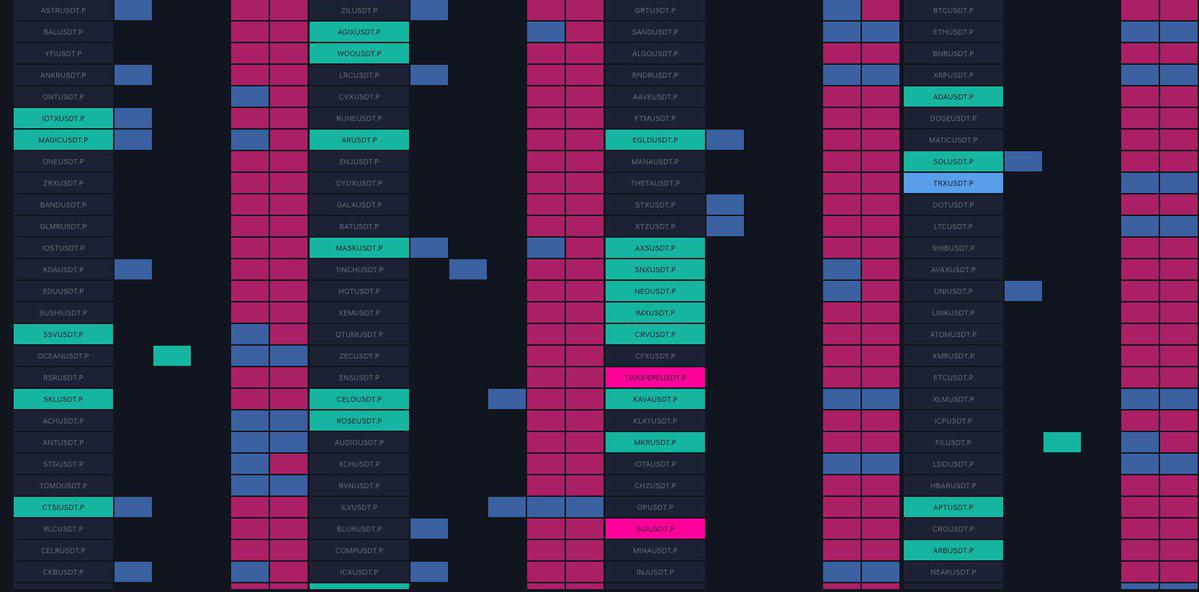 ASTRUSDT.P ZILUSDT.P GRTUSDT.P BTCUSDT.P
BALUSDT.P AGIXUSDT.P SANDUSDT.P ETHUSDT.P
YFIUSDT.P WOOUSDT.P ALGOUSDT.P BNBUSDT.P
ANKRUSDT.P LRCUSDT.P RNDRUSDT.P XRPUSDT.P
ONTUSDT.P CVXUSDT.P AAVEUSDT.P ADAUSDT.P
IOTXUSDT.P RUNEUSDT.P FTMUSDT.P DOGEUSDT.P
MAGICUSDT.P ARUSDT.P EGLDUSDT.P MATICUSDT.P
ONEUSDT.P ENJUSDT.P MANAUSDT.P SOLUSDT.P
ZRXUSDT.P DYDXUSDT.P THETAUSDT.P TRXUSDT.P
BANDUSDT.P GALAUSDT.P STXUSDT.P DOTUSDT.P
GLMRUSDT.P BATUSDT.P XTZUSDT.P LTCUSDT.P
IOSTUSDT.P MASKUSDT.P AXSUSDT.P SHIBUSDT.P
KDAUSDT.P 1INCHUSDT.P SNXUSDT.P AVAXUSDT.P
EDUUSDT.P HOTUSDT.P NEOUSDT.P UNIUSDT.P
SUSHIUSDT.P XEMUSDT.P IMXUSDT.P LINKUSDT.P
SSVUSDT.P QTUMUSDT.P CRVUSDT.P ATOMUSDT.P
OCEANUSDT.P ZECUSDT.P CFXUSDT.P XMRUSDT.P
RSRUSDT.P ENSUSDT.P 1000PEPEUSDT.P ETCUSDT.P
SKLUSDT.P CELOUSDT.P KAVAUSDT.P XLMUSDT.P
ACHUSDT.P ROSEUSDT.P KLAYUSDT.P ICPUSDT.P
ANTUSDT.P AUDIOUSDT.P MKRUSDT.P FILUSDT.P
STGUSDT.P XCHUSDT.P IOTAUSDT.P LDOUSDT.P
TOMOUSDT.P RVNUSDT.P CHZUSDT.P HBARUSDT.P
CTSIUSDT.P ILVUSDT.P OPUSDT.P APTUSDT.P
RLCUSDT.P BLURUSDT.P SUIUSDT.P CROUSDT.P
CELRUSDT.P COMPUSDT.P MINAUSDT.P ARBUSDT.P
CKBUSDT.P ICXUSDT.P INJUSDT.P NEARUSDT.P